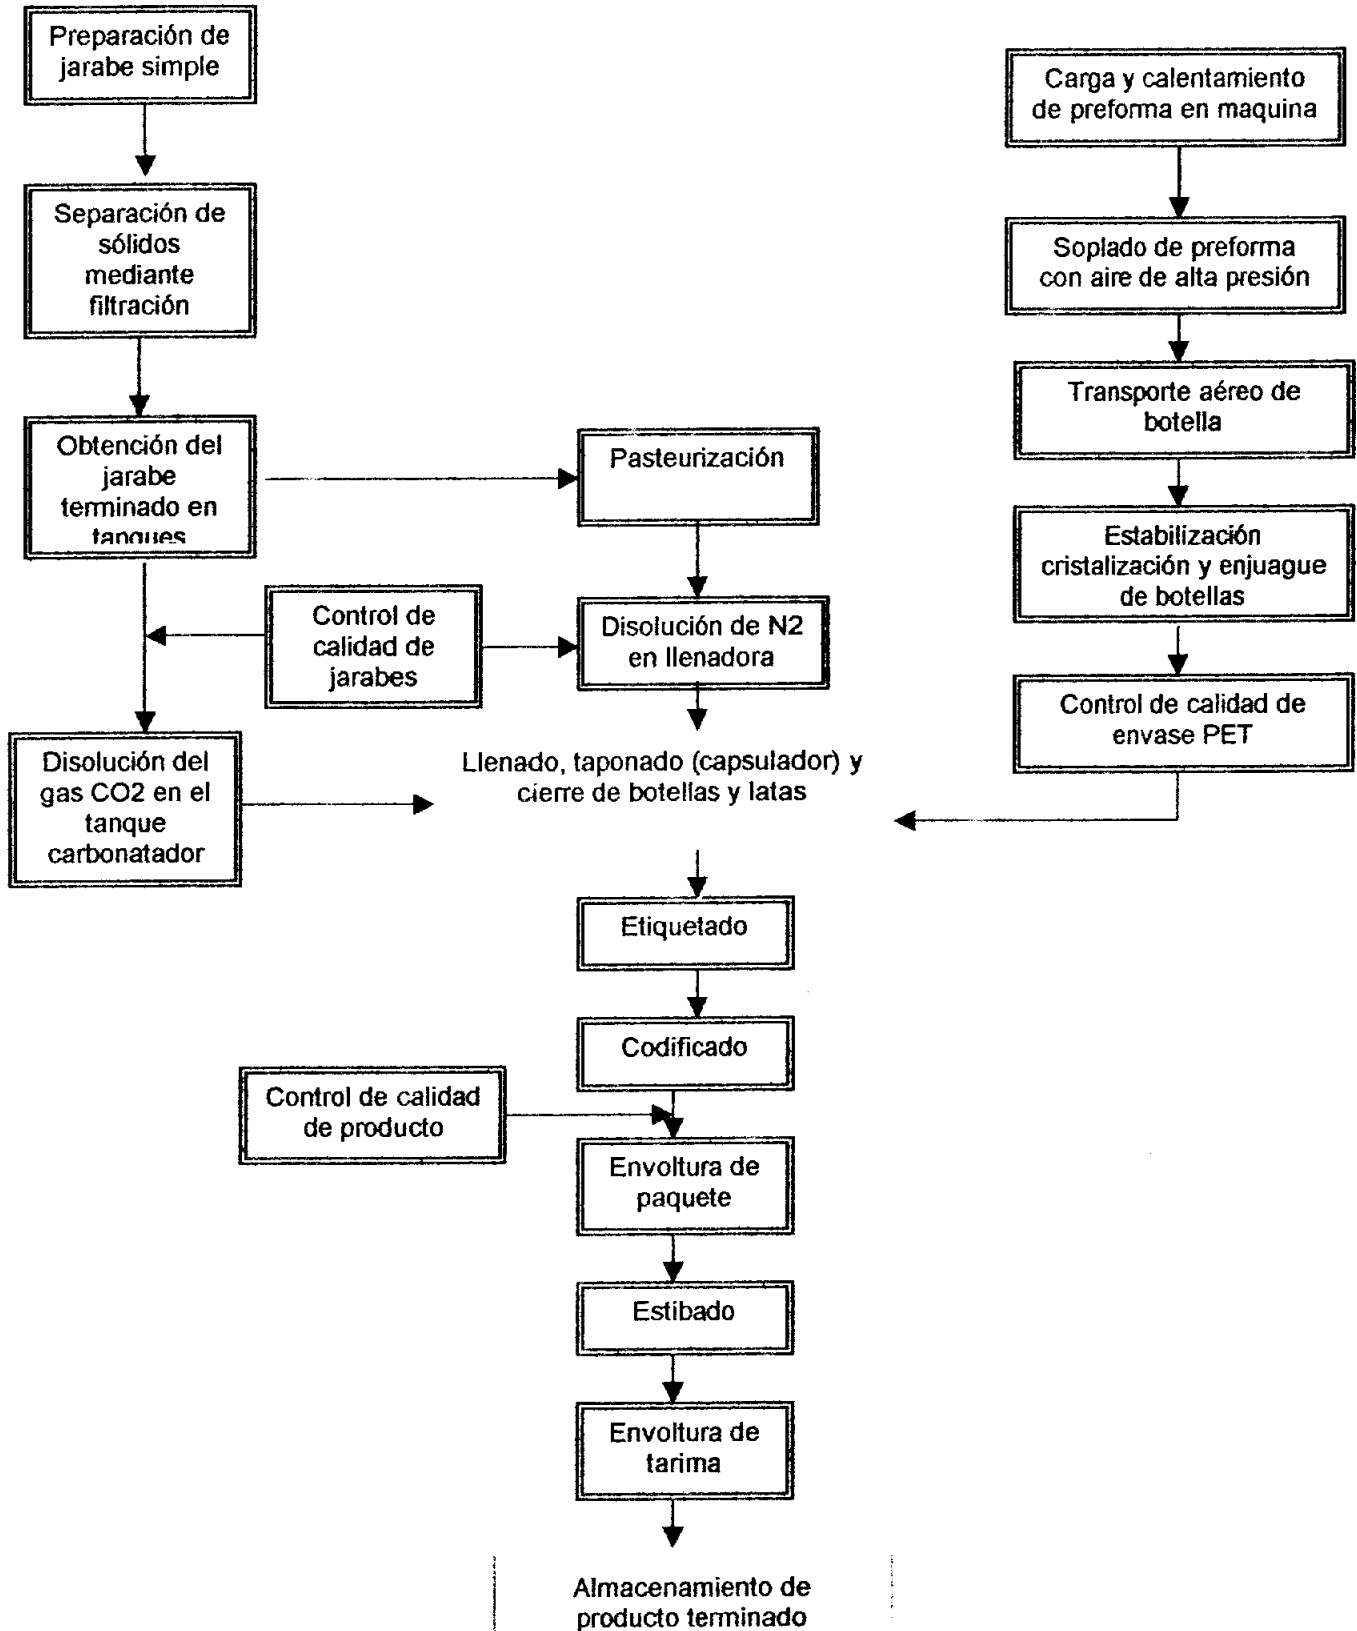 Preparación de
jarabe simple
Separación de
sólidos
mediante
filtración
Obtención del
jarabe
terminado en
tanques
Pasteurización
Control de
calidad de
jarabes
Disolución de N2
en llenadora
Disolución del
gas CO2 en el
tanque
carbonatador
Carga y calentamiento
de preforma en maquina
Soplado de preforma
con aire de alta presión
Transporte aéreo de
botella
Estabilización
cristalización y enjuague
de botellas
Control de calidad de
envase PET
Llenado, taponado (capsulador) y
cierre de botellas y latas
Etiquetado
Codificado
Control de calidad
de producto
Envoltura de
paquete
Estibado
Envoltura de
tarima
Almacenamiento de
producto terminado